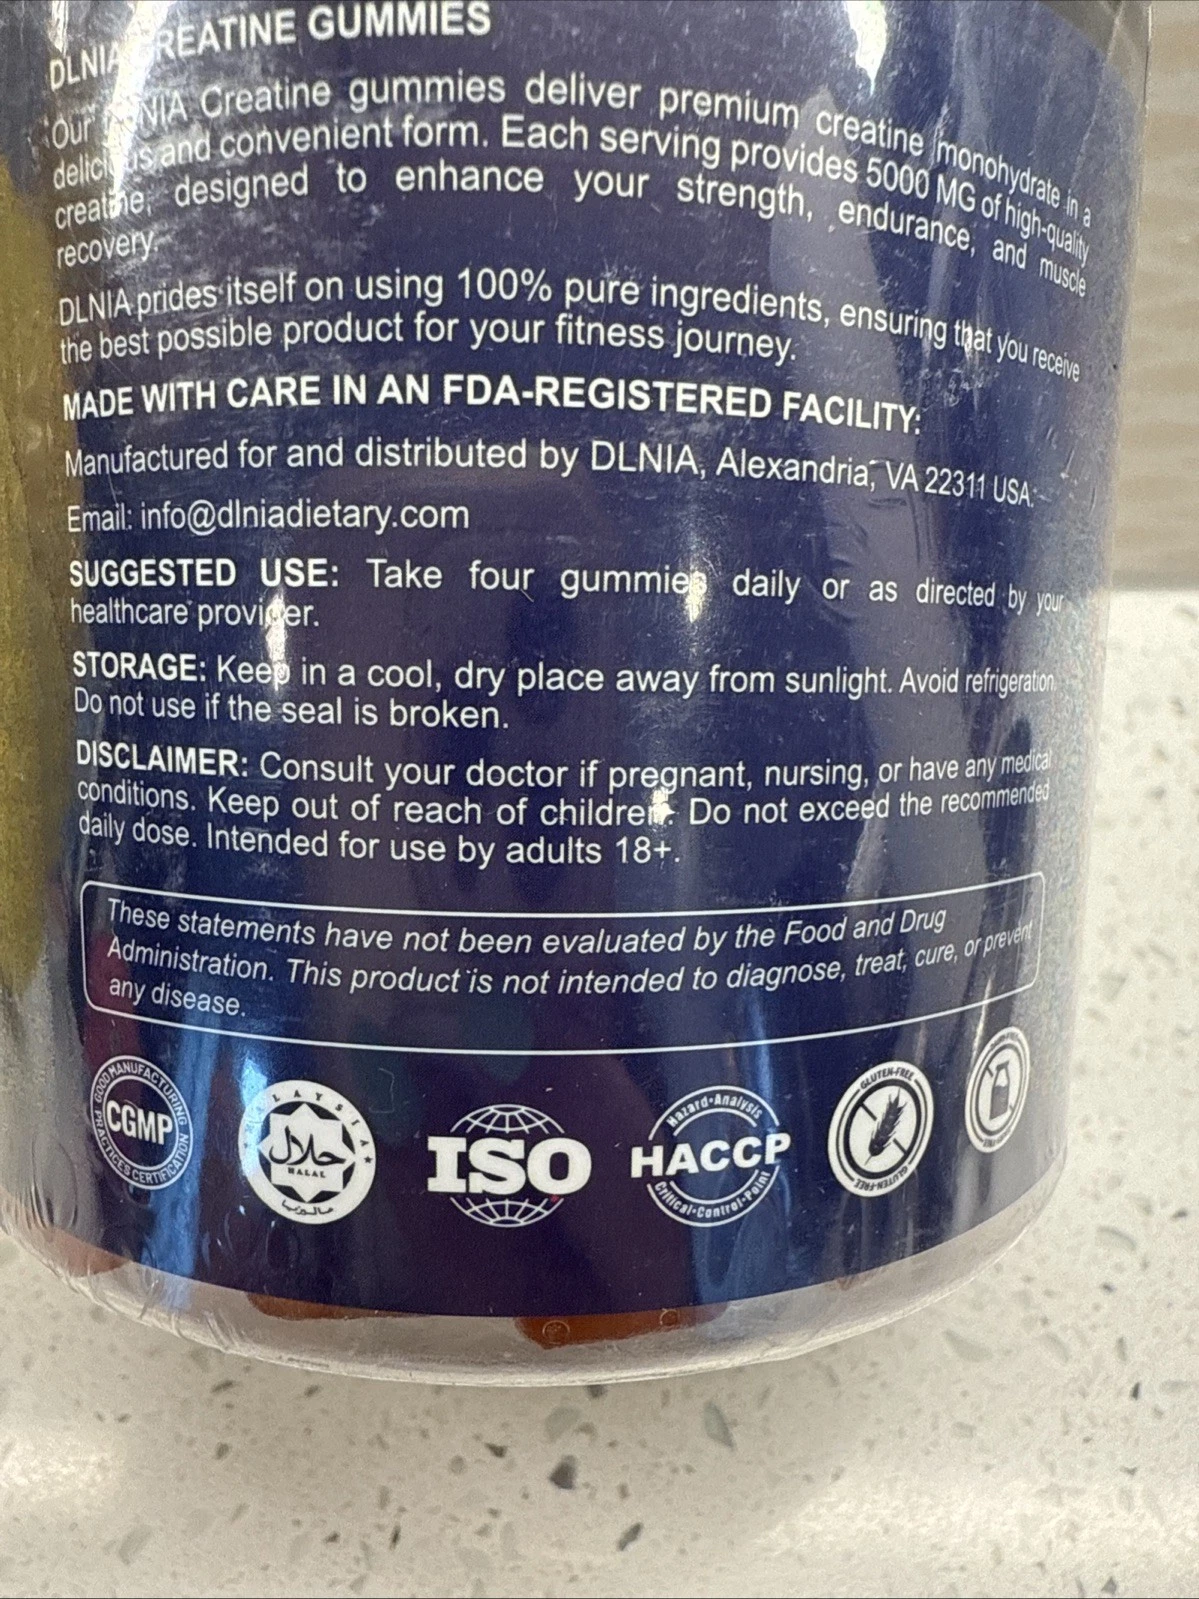 DLNIA CREATINE GUMMIES
Our DLNIA Creatine gummies deliver premium creatine monohydrate in a
delicious and convenient form. Each serving provides 5000 MG of high-quality
creatine, designed to enhance your strength, endurance, and muscle
recovery.
DLNIA prides itself on using 100% pure ingredients, ensuring that you receive
the best possible product for your fitness journey.
MADE WITH CARE IN AN FDA-REGISTERED FACILITY:
Manufactured for and distributed by DLNIA, Alexandria, VA 22311 USA.
Email: info@dlniadietary.com
SUGGESTED USE: Take four gummies daily or as directed by your
healthcare provider.
STORAGE: Keep in a cool, dry place away from sunlight. Avoid refrigeration.
Do not use if the seal is broken.
DISCLAIMER: Consult your doctor if pregnant, nursing, or have any medical
conditions. Keep out of reach of children. Do not exceed the recommended
daily dose. Intended for use by adults 18+.
These statements have not been evaluated by the Food and Drug
Administration. This product is not intended to diagnose, treat, cure, or prevent
any disease.
GOOD MANUFACTURING
CGMP
PRACTICES CERTIFICATION
MALAYSIA
حلال
HALAL
ماليزيا
ISO
Hazard-Analysis
HACCP
Critical-Control-Point
GLUTEN-FREE
GLUTEN-FREE